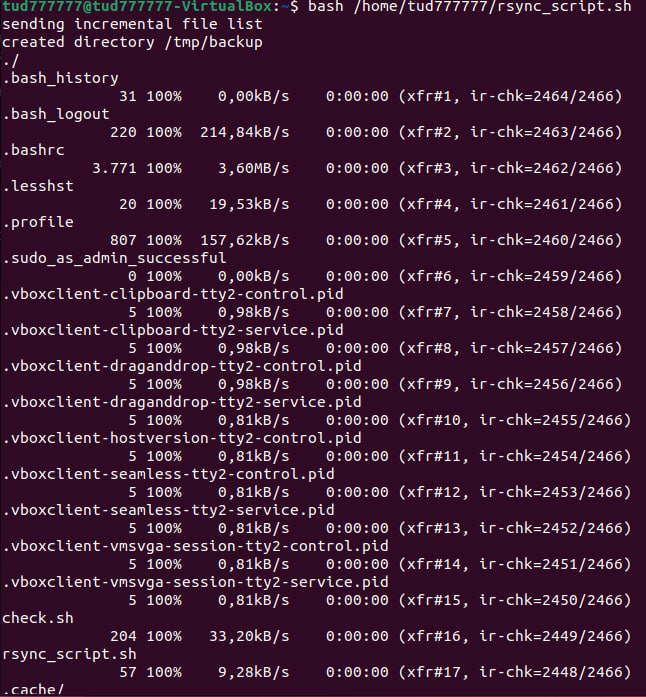 tud777777@tud777777-VirtualBox:~$ bash /home/tud777777/rsync_script.sh
sending incremental file list
created directory /tmp/backup
./
.bash_history
31 100% 0,00kB/s 0:00:00 (xfr#1, ir-chk=2464/2466)
.bash_logout
220 100% 214,84kB/s 0:00:00 (xfr#2, ir-chk=2463/2466)
.bashrc
3.771 100% 3,60MB/s 0:00:00 (xfr#3, ir-chk=2462/2466)
.lesshst
20 100% 19,53kB/s 0:00:00 (xfr#4, ir-chk=2461/2466)
.profile
807 100% 157,62kB/s 0:00:00 (xfr#5, ir-chk=2460/2466)
.sudo_as_admin_successful
0 100% 0,00kB/s 0:00:00 (xfr#6, ir-chk=2459/2466)
.vboxclient-clipboard-tty2-control.pid
5 100% 0,98kB/s 0:00:00 (xfr#7, ir-chk=2458/2466)
.vboxclient-clipboard-tty2-service.pid
5 100% 0,98kB/s 0:00:00 (xfr#8, ir-chk=2457/2466)
.vboxclient-draganddrop-tty2-control.pid
5 100% 0,98kB/s 0:00:00 (xfr#9, ir-chk=2456/2466)
.vboxclient-draganddrop-tty2-service.pid
5 100% 0,81kB/s 0:00:00 (xfr#10, ir-chk=2455/2466)
.vboxclient-hostversion-tty2-control.pid
5 100% 0,81kB/s 0:00:00 (xfr#11, ir-chk=2454/2466)
.vboxclient-seamless-tty2-control.pid
5 100% 0,81kB/s 0:00:00 (xfr#12, ir-chk=2453/2466)
.vboxclient-seamless-tty2-service.pid
5 100% 0,81kB/s 0:00:00 (xfr#13, ir-chk=2452/2466)
.vboxclient-vmsvga-session-tty2-control.pid
5 100% 0,81kB/s 0:00:00 (xfr#14, ir-chk=2451/2466)
.vboxclient-vmsvga-session-tty2-service.pid
5 100% 0,81kB/s 0:00:00 (xfr#15, ir-chk=2450/2466)
check.sh
204 100% 33,20kB/s 0:00:00 (xfr#16, ir-chk=2449/2466)
rsync_script.sh
57 100% 9,28kB/s 0:00:00 (xfr#17, ir-chk=2448/2466)
.cache/